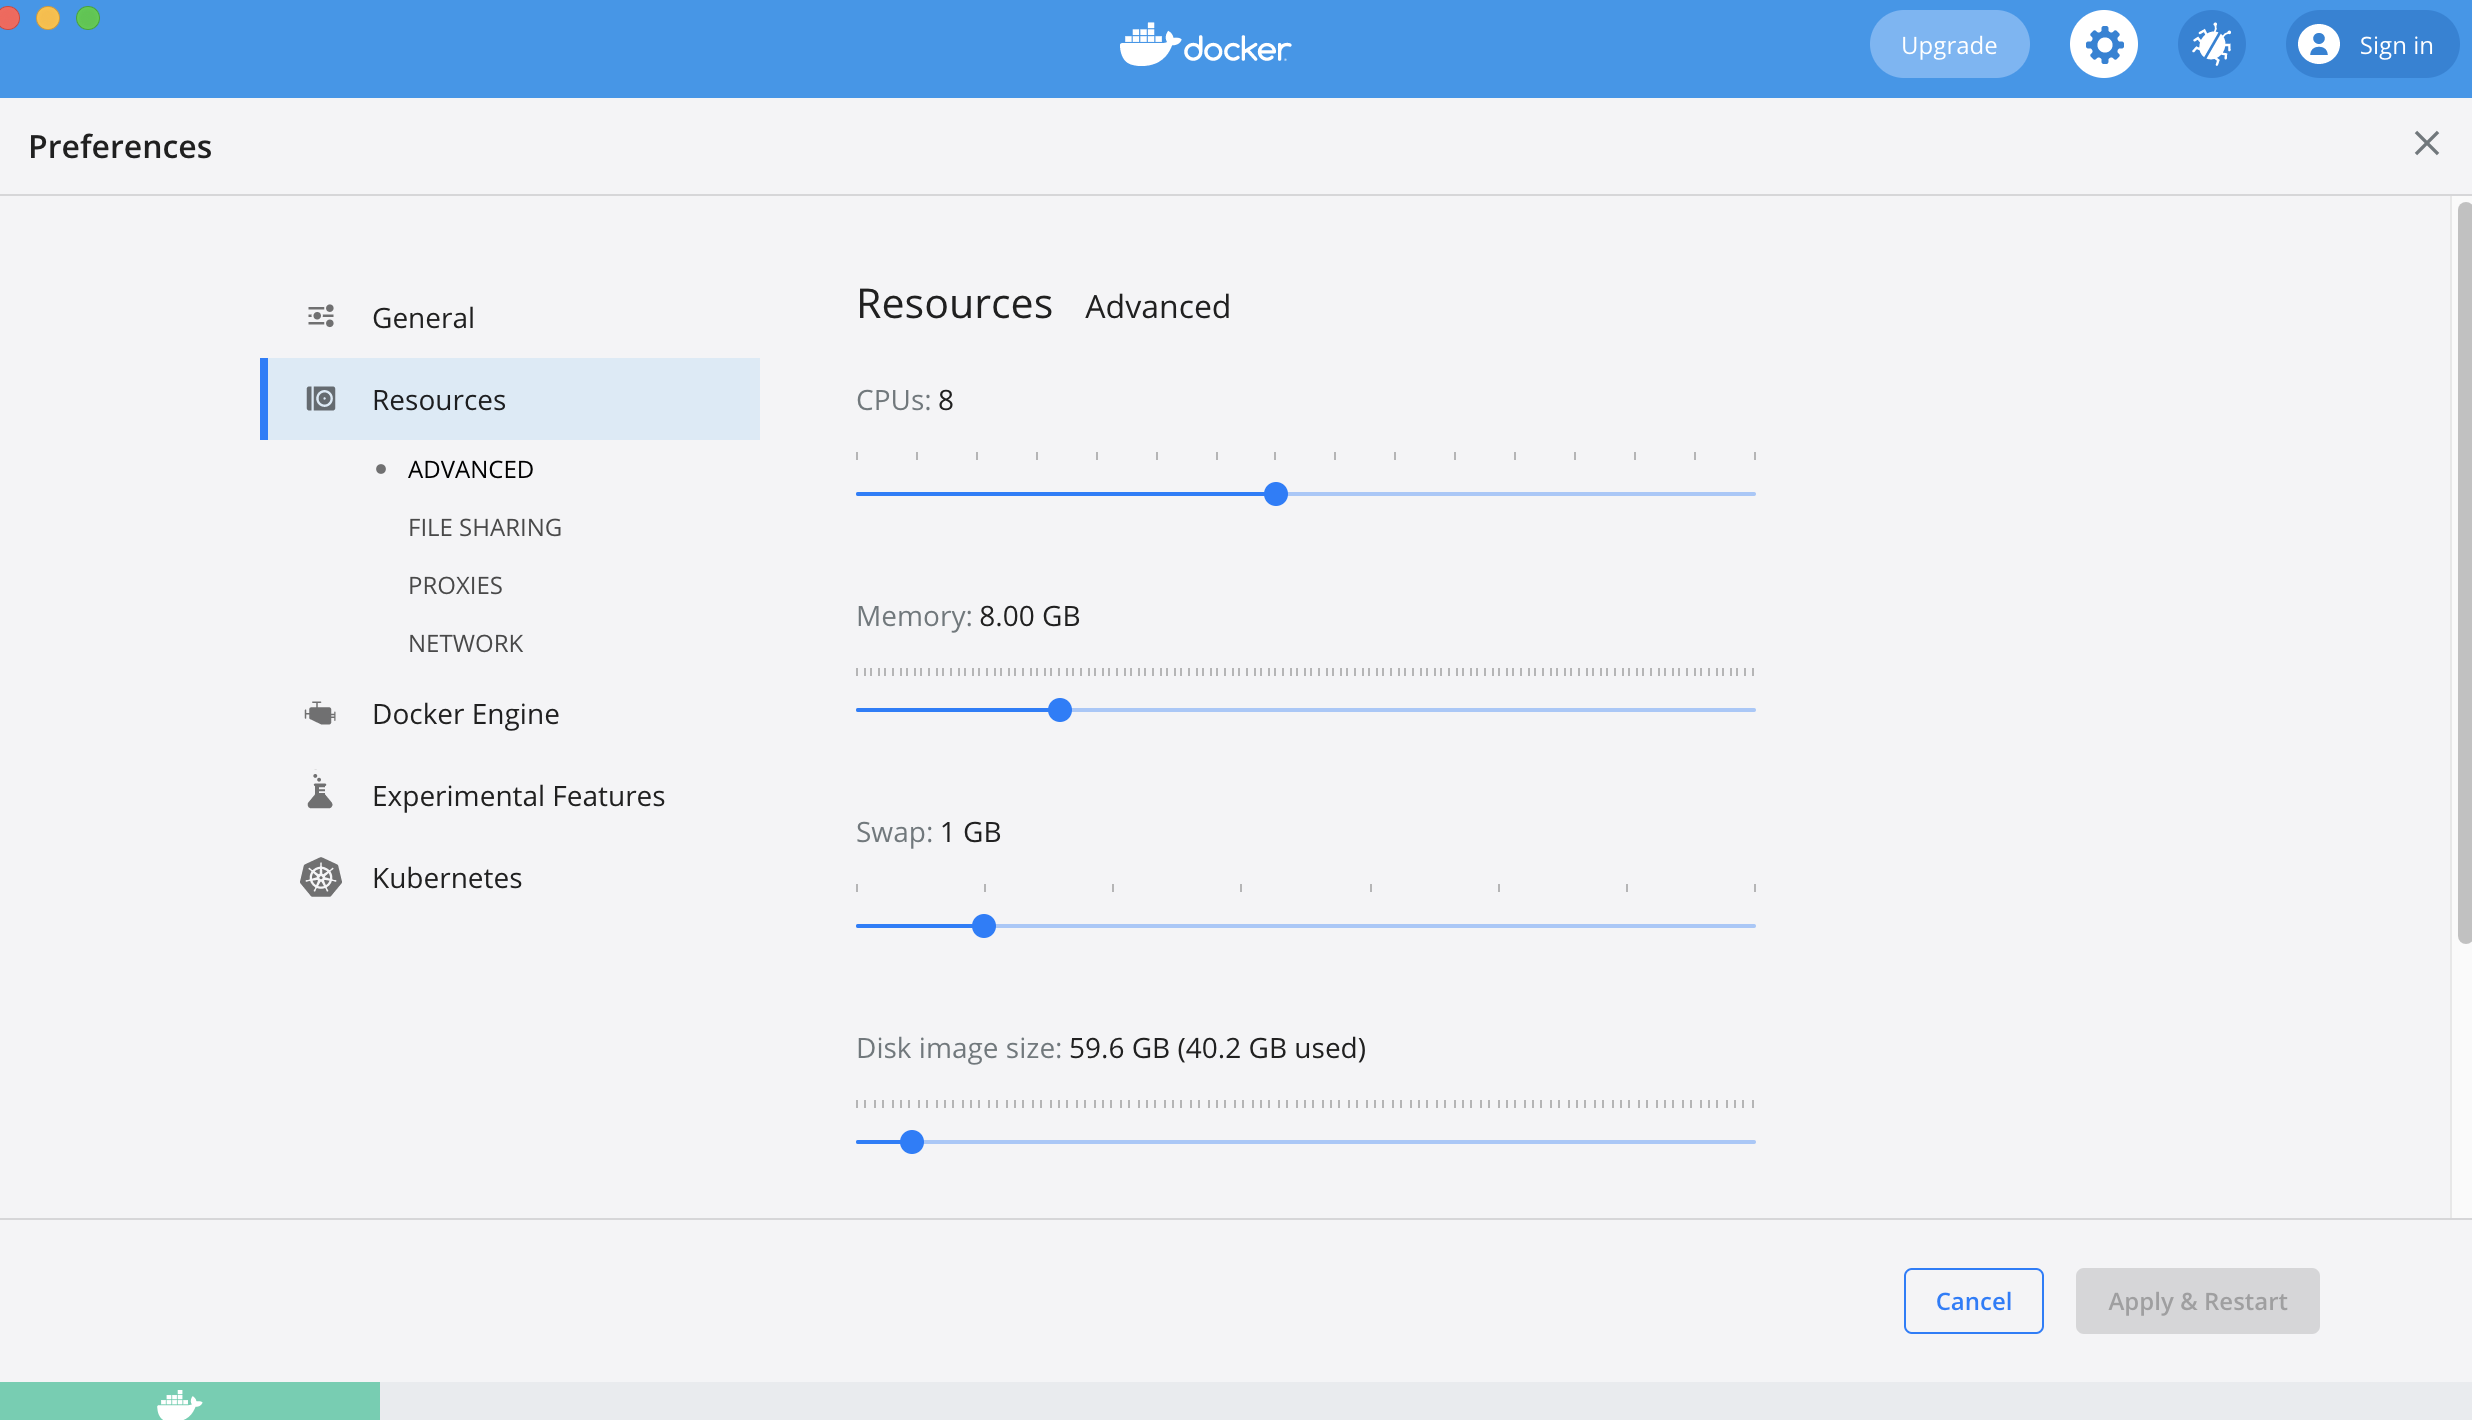 docker
Upgrade
Sign in
Preferences
General
Resources
ADVANCED
FILE SHARING
PROXIES
NETWORK
Docker Engine
Experimental Features
Kubernetes
Resources Advanced
CPUs: 8
Memory: 8.00 GB
Swap: 1 GB
Disk image size: 59.6 GB (40.2 GB used)
Cancel
Apply & Restart